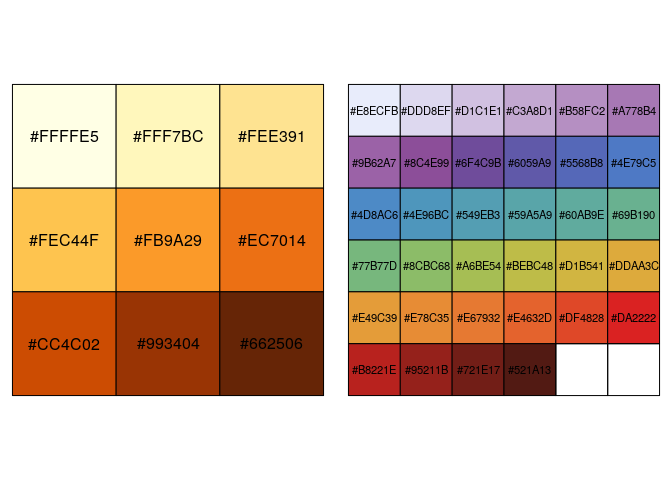 #FFFFE5 #FFF7BC #FEE391
#FEC44F #FB9A29 #EC7014
#CC4C02 #993404 #662506
#E8ECFB #DDD8EF #D1C1E1 #C3A8D1 #B58FC2 #A778B4
#9B62A7 #8C4E99 #6F4C9B #6059A9 #5568B8 #4E79C5
#4D8AC6 #4E96BC #549EB3 #59A5A9 #60AB9E #69B190
#77B77D #8CBC68 #A6BE54 #BEBC48 #D1B541 #DDAA3C
#E49C39 #E78C35 #E67932 #E4632D #DF4828 #DA2222
#B8221E #95211B #721E17 #521A13